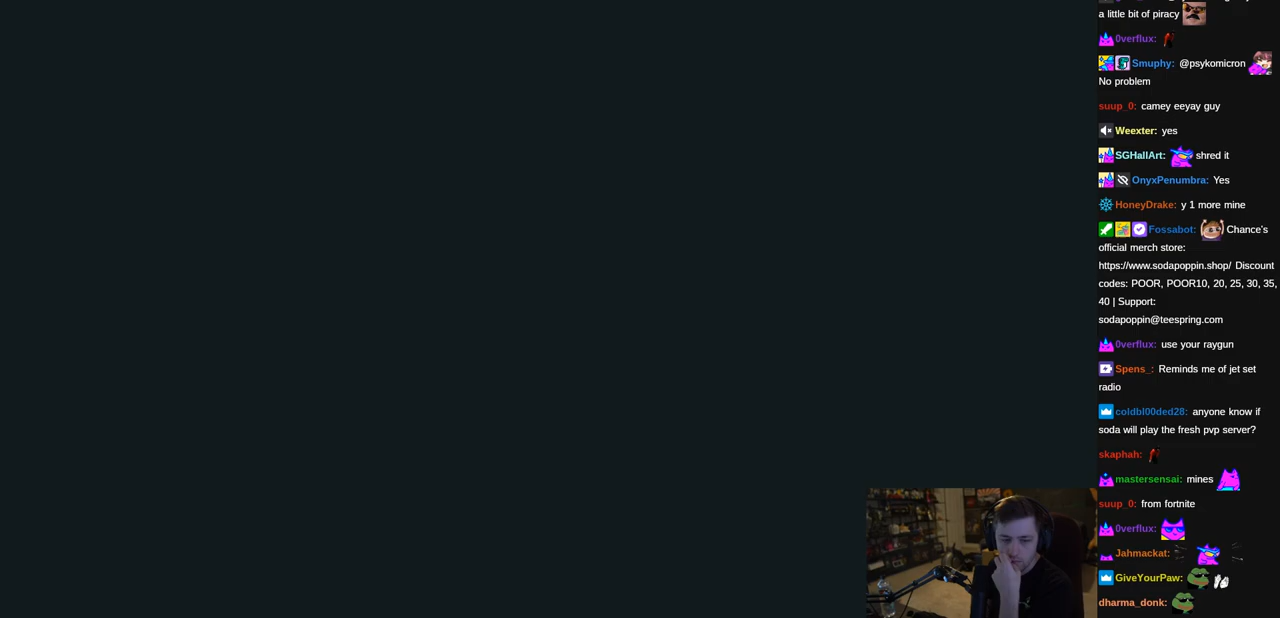 a little bit of piracy
0verflux:
Smuphy: @psykomicron
No problem
suup_0: camey eeyay guy
Weexter: yes
SGHallArt: shred it
OnyxPenumbra: Yes
HoneyDrake: y 1 more mine
Fossabot: Chance's
official merch store:
https://www.sodapoppin.shop/ Discount
codes: POOR, POOR10, 20, 25, 30, 35,
40 | Support:
sodapoppin@teespring.com
0verflux: use your raygun
Spens_: Reminds me of jet set
radio
coldbl00ded28: anyone know if
soda will play the fresh pvp server?
skaphah:
mastersensai: mines
suup_0: from fortnite
0verflux:
Jahmackat:
GiveYourPaw:
dharma_donk: